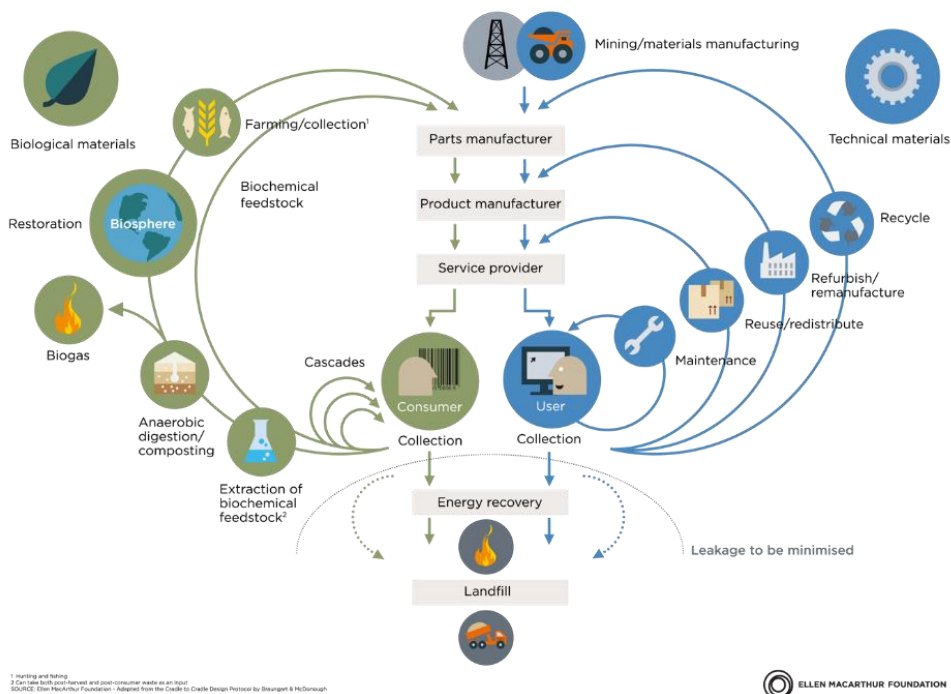 Mining/materials manufacturing
Biological materials
Technical materials
Farming/collection¹
Parts manufacturer
Biochemical
feedstock
Product manufacturer
Restoration
Biosphere
Recycle
Service provider
Refurbish/
remanufacture
Reuse/redistribute
Biogas
Cascades
Maintenance
Consumer
User
Anaerobic
digestion/
composting
Collection
Collection
Extraction of
biochemical
feedstock²
Energy recovery
Leakage to be minimised
Landfill
1 Hunting and fishing
2 Can take both post-harvest and post-consumer waste as an input
SOURCE: Ellen MacArthur Foundation - Adapted from the Cradle to Cradle Design Protocol by Braungart & McDonough
ELLEN MACARTHUR FOUNDATION